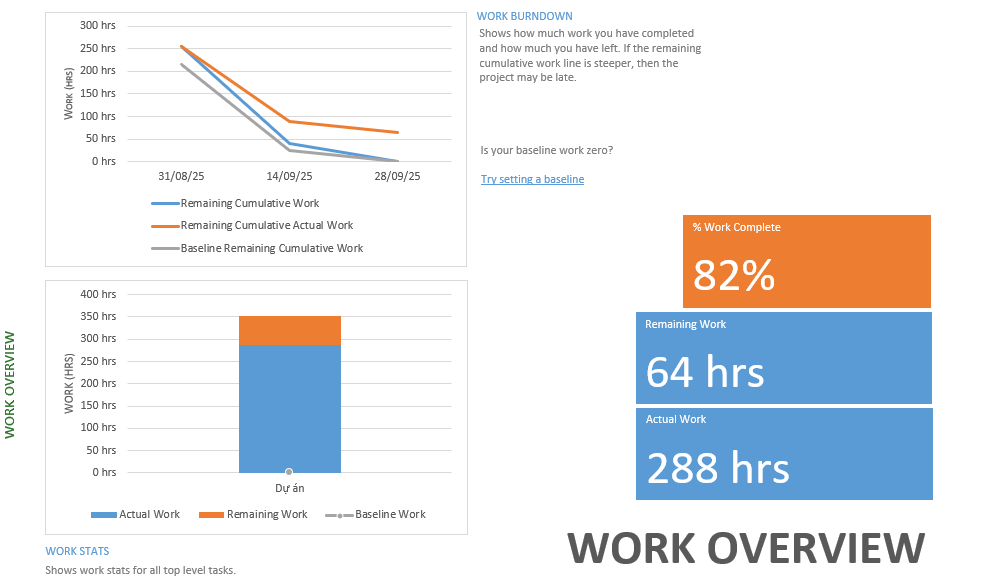 300 hrs
250 hrs
200 hrs
150 hrs
100 hrs
50 hrs
0 hrs
WORK (HRS)
31/08/25 14/09/25 28/09/25
Remaining Cumulative Work
Remaining Cumulative Actual Work
Baseline Remaining Cumulative Work
WORK BURNDOWN
Shows how much work you have completed
and how much you have left. If the remaining
cumulative work line is steeper, then the
project may be late.
Is your baseline work zero?
Try setting a baseline
% Work Complete
82%
Remaining Work
64 hrs
Actual Work
288 hrs
WORK OVERVIEW
400 hrs
350 hrs
300 hrs
250 hrs
200 hrs
150 hrs
100 hrs
50 hrs
0 hrs
WORK (HRS)
Dự án
Actual Work Remaining Work Baseline Work
WORK STATS
Shows work stats for all top level tasks.
WORK OVERVIEW